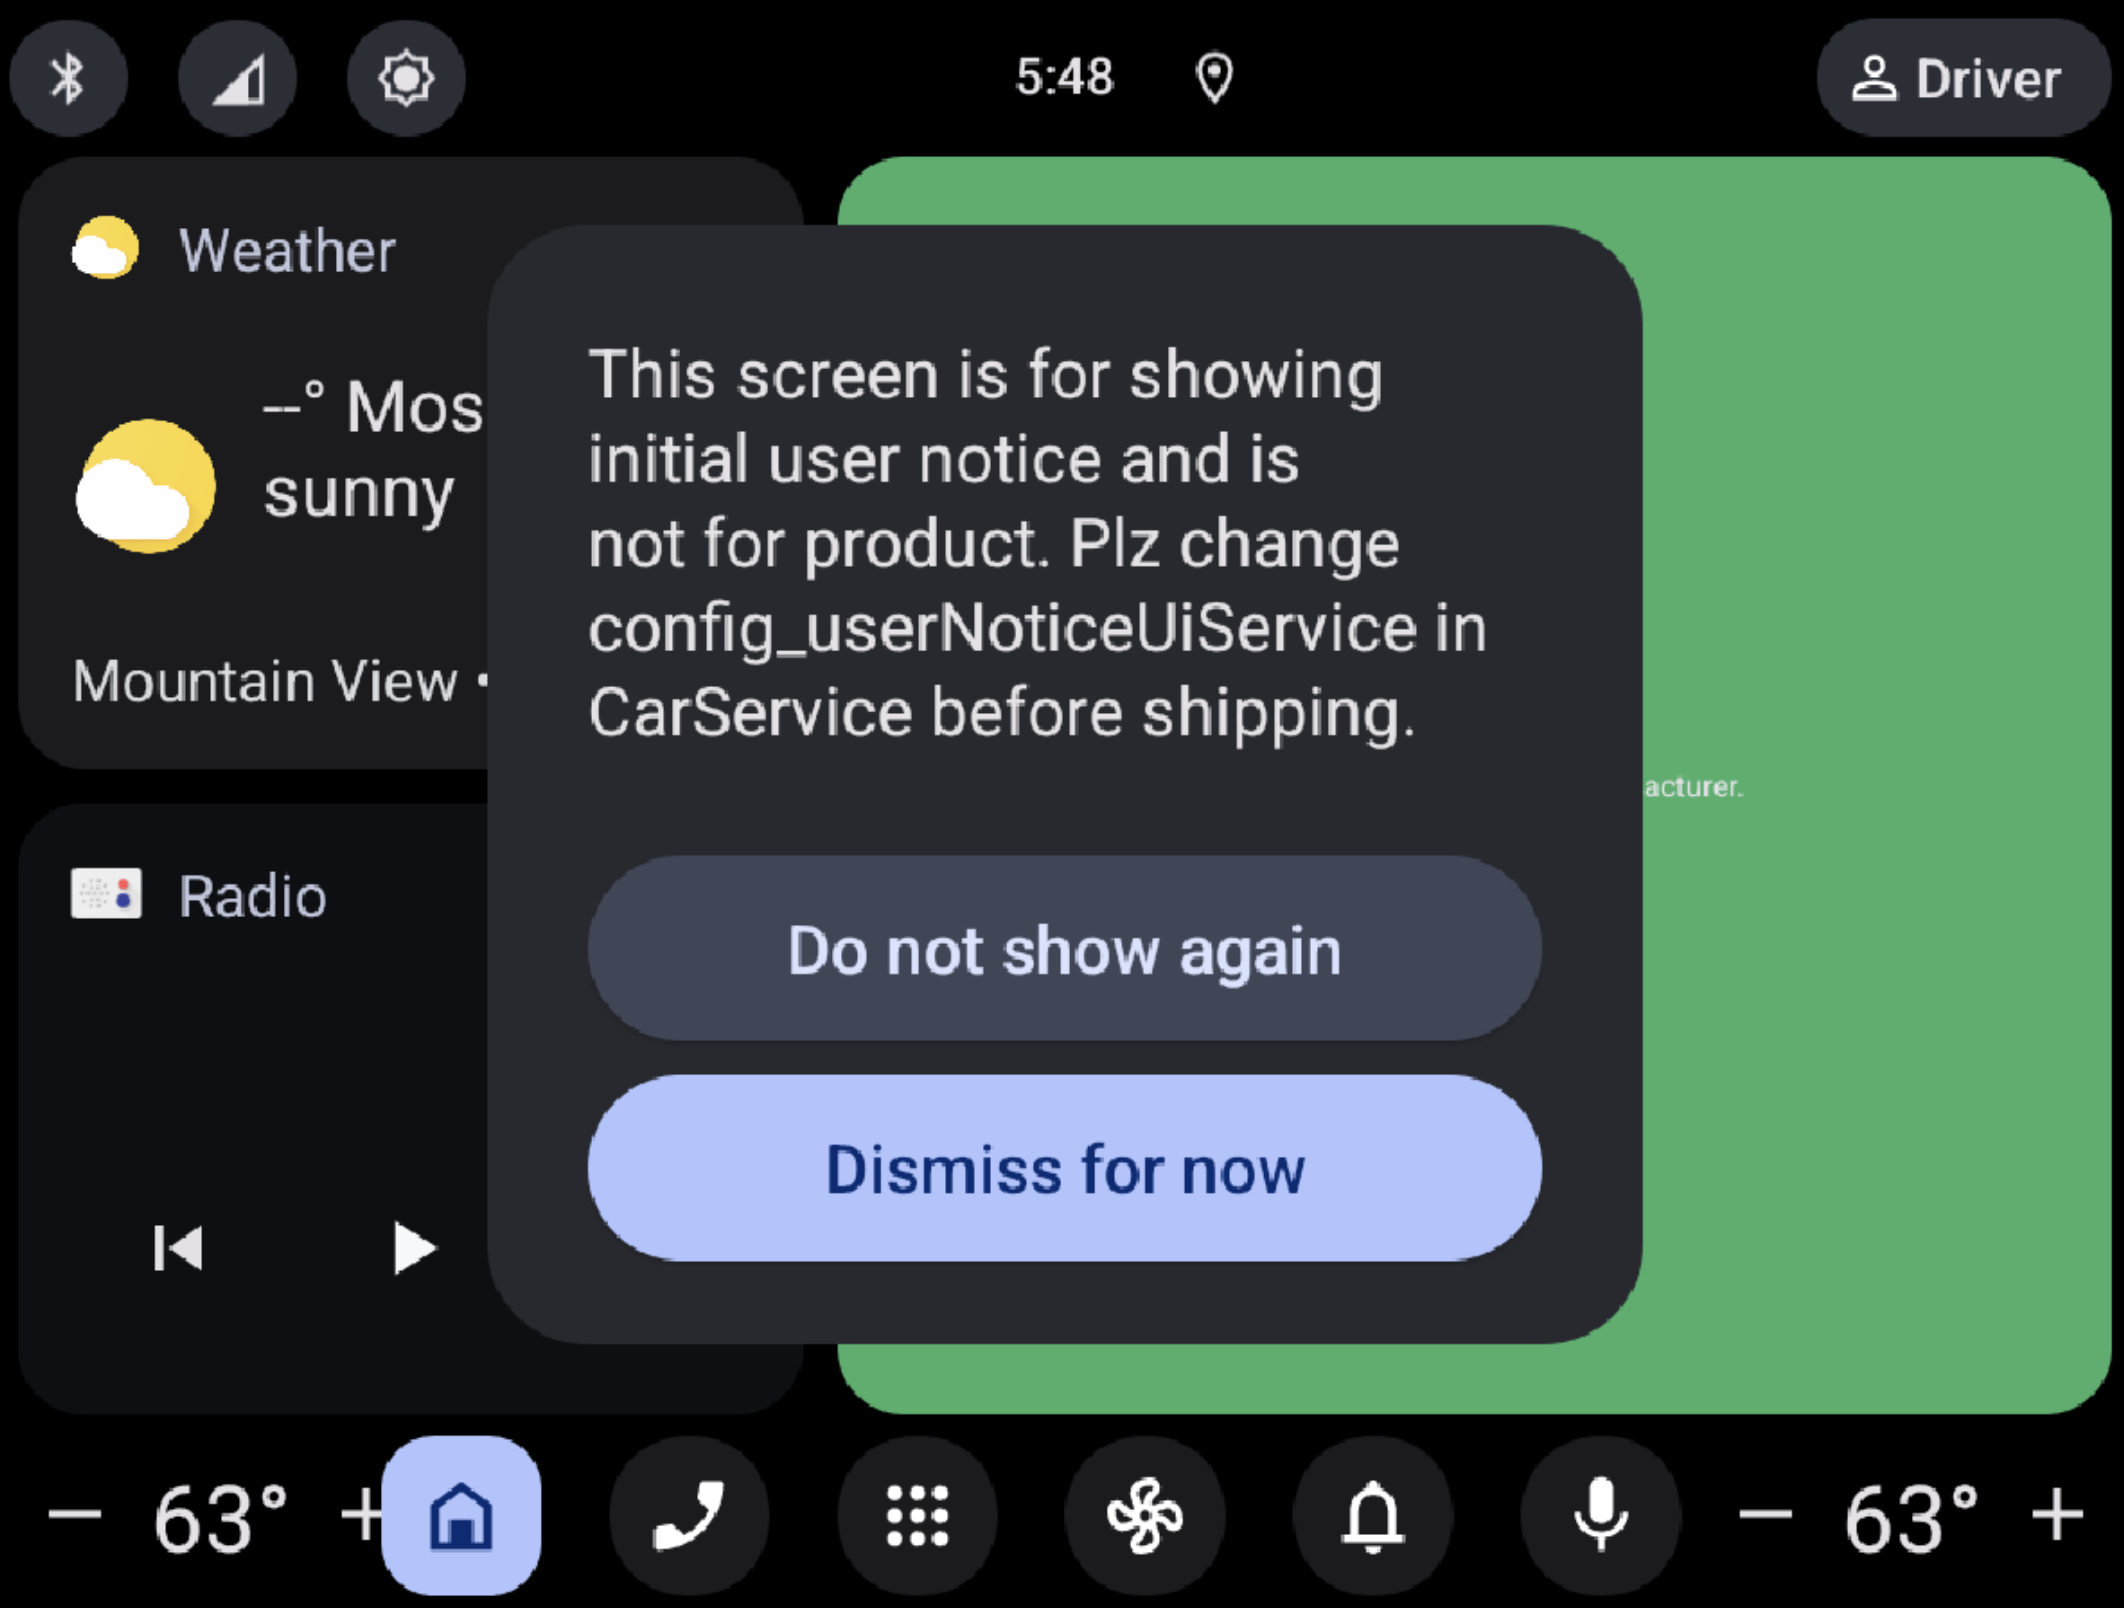 5:48
Driver
Weather
--° Mos
sunny
Mountain View •
This screen is for showing
initial user notice and is
not for product. Plz change
config_userNoticeUiService in
CarService before shipping.
acturer.
Radio
Do not show again
Dismiss for now
– 63° +
– 63° +